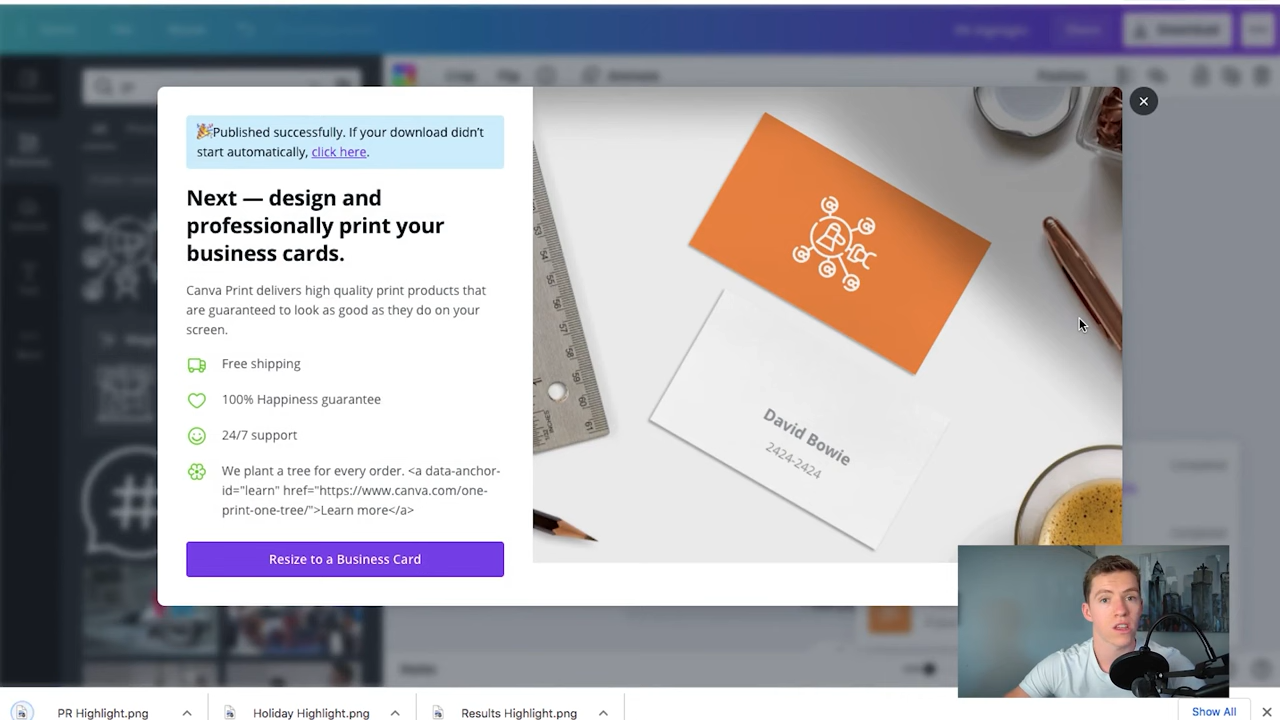 Download
Published successfully. If your download didn't
start automatically, click here.
Next — design and
professionally print your
business cards.
Canva Print delivers high quality print products that
are guaranteed to look as good as they do on your
screen.
Free shipping
100% Happiness guarantee
24/7 support
We plant a tree for every order. <a data-anchor-
id="learn" href="https://www.canva.com/one-
print-one-tree/">Learn more</a>
Resize to a Business Card
David Bowie
2424-2424
PR Highlight.png
Holiday Highlight.png
Results Highlight.png
Show All